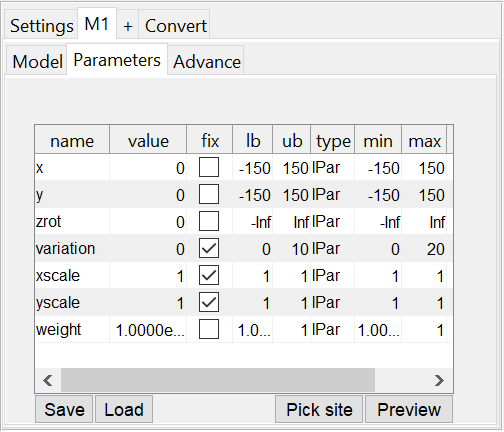 Settings M1 + Convert
Model Parameters Advance
name value fix lb ub type min max
x 0 -150 150 lPar -150 150
y 0 -150 150 lPar -150 150
zrot 0 -Inf Inf lPar -Inf Inf
variation 0 0 10 lPar 0 20
xscale 1 1 1 lPar 1 1
yscale 1 1 1 lPar 1 1
weight 1.0000e... 1.0... 1 lPar 1.00... 1
Save Load Pick site Preview